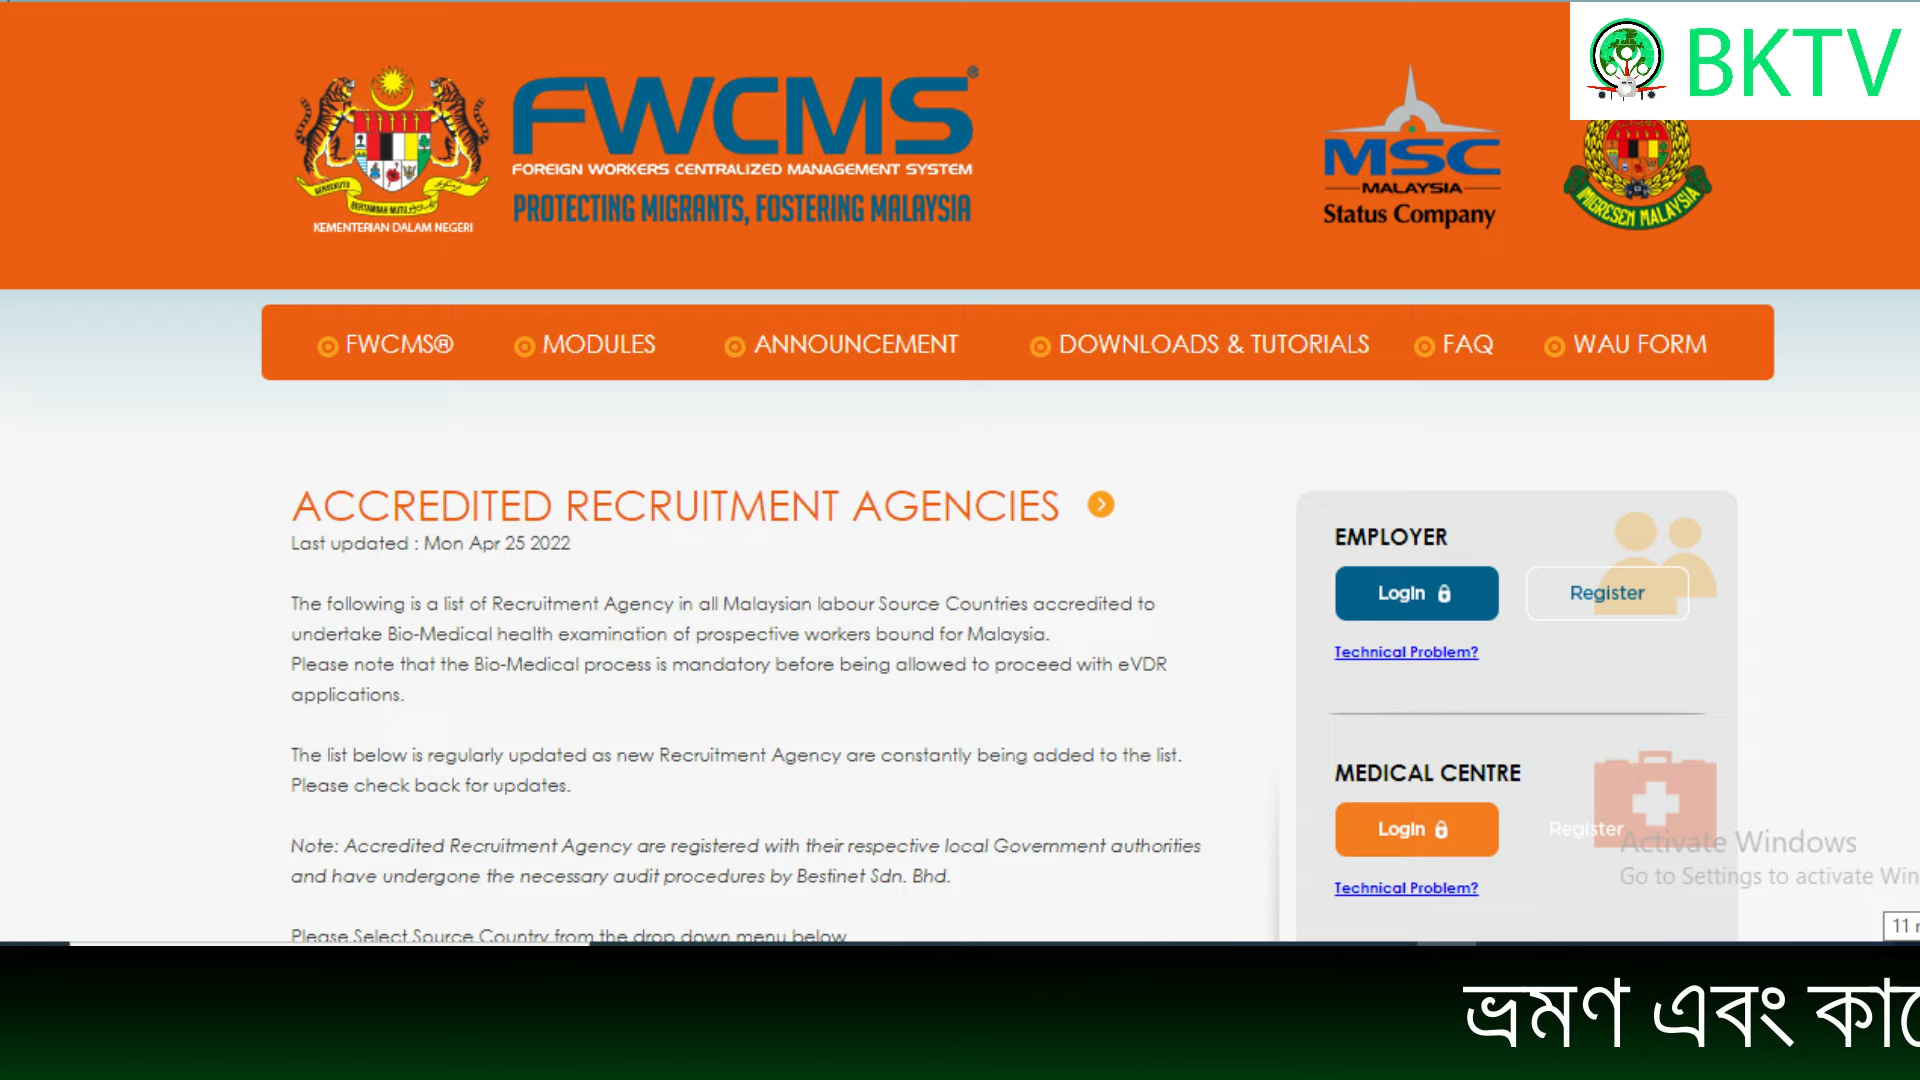 BKTV
FWCMS®
FOREIGN WORKERS CENTRALIZED MANAGEMENT SYSTEM
PROTECTING MIGRANTS, FOSTERING MALAYSIA
KEMENTERIAN DALAM NEGERI
MSC
MALAYSIA
Status Company
IMIGRESEN MALAYSIA
FWCMS®
MODULES
ANNOUNCEMENT
DOWNLOADS & TUTORIALS
FAQ
WAU FORM
ACCREDITED RECRUITMENT AGENCIES
Last updated : Mon Apr 25 2022
The following is a list of Recruitment Agency in all Malaysian labour Source Countries accredited to
undertake Bio-Medical health examination of prospective workers bound for Malaysia.
Please note that the Bio-Medical process is mandatory before being allowed to proceed with eVDR
applications.
The list below is regularly updated as new Recruitment Agency are constantly being added to the list.
Please check back for updates.
Note: Accredited Recruitment Agency are registered with their respective local Government authorities
and have undergone the necessary audit procedures by Bestinet Sdn. Bhd.
Please Select Source Country from the drop down menu below
EMPLOYER
Login
Register
Technical Problem?
MEDICAL CENTRE
Login
Register
Technical Problem?
Activate Windows
Go to Settings to activate Win
11
ভ্রমণ এবং